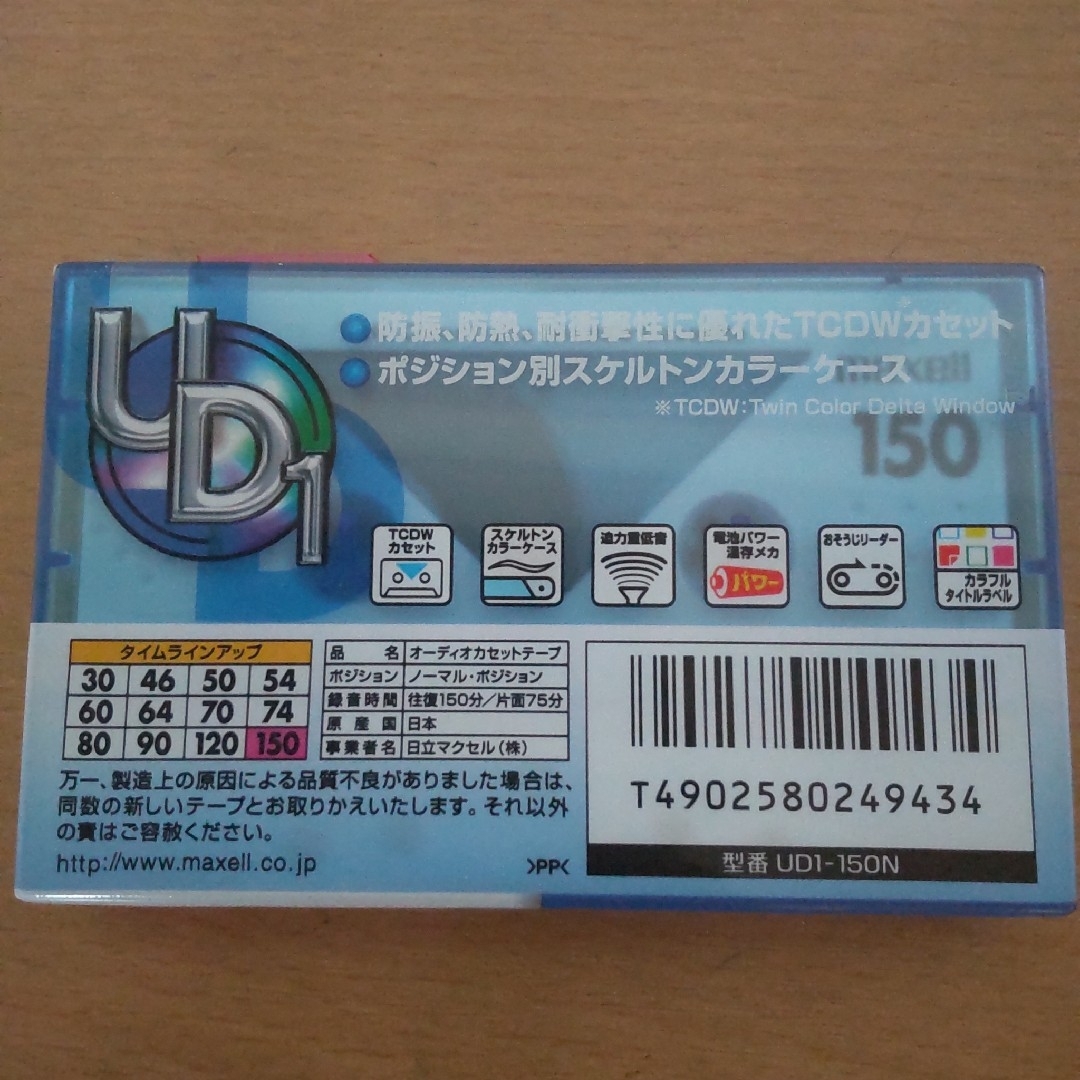 UD1
● 防振、防熱、耐衝撃性に優れたTCDW※カセット
● ポジション別スケルトンカラーケース
maxell
※TCDW:Twin Color Delta Window
150
TCDW
カセット
スケルトン
カラーケース
迫力重低音
電池パワー
温存メカ
パワー
おそうじリーダー
カラフル
タイトルラベル
タイムラインアップ
30 46 50 54
60 64 70 74
80 90 120 150
品名 オーディオカセットテープ
ポジション ノーマル・ポジション
録音時間 往復150分/片面75分
原産国 日本
事業者名 日立マクセル(株)
万一、製造上の原因による品質不良がありました場合は、
同数の新しいテープとお取りかえいたします。それ以外
の責はご容赦ください。
http://www.maxell.co.jp
>PP<
T4902580249434
型番 UD1-150N